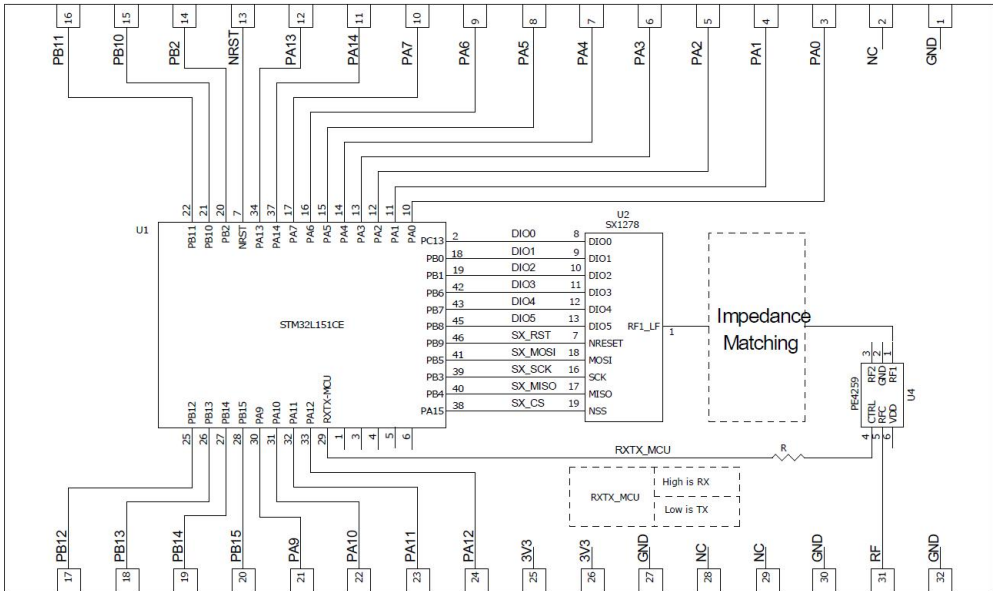 16 15 14 13 12 11 10 9 8 7 6 5 4 3 2 1
PB11 PB10 PB2 NRST PA13 PA14 PA7 PA6 PA5 PA4 PA3 PA2 PA1 PA0 NC GND
22 21 20 7 34 37 17 16 15 14 13 12 11 10
U1
PB11 PB10 PB2 NRST PA13 PA14 PA7 PA6 PA5 PA4 PA3 PA2 PA1 PA0
U2
SX1278
PC13 2 DIO0 8 DIO0
PB0 18 DIO1 9 DIO1
PB1 19 DIO2 10 DIO2
PB6 42 DIO3 11 DIO3
PB7 43 DIO4 12 DIO4
PB8 45 DIO5 13 DIO5
PB9 46 SX_RST 7 NRESET
PB5 41 SX_MOSI 18 MOSI
PB3 39 SX_SCK 16 SCK
PB4 40 SX_MISO 17 MISO
PA15 38 SX_CS 19 NSS
STM32L151CE
RF1_LF 1
Impedance
Matching
3 2 1
RF2 GND RF1
PE4259
U4
CTRL RFC VDD
4 5 6
PB12 PB13 PB14 PB15 PA9 PA10 PA11 PA12 RXTX-MCU
25 26 27 28 30 31 32 33 29 1 3 4 5 6
RXTX_MCU
R
RXTX_MCU
High is RX
Low is TX
PB12 PB13 PB14 PB15 PA9 PA10 PA11 PA12 3V3 3V3 GND NC NC GND RF GND
17 18 19 20 21 22 23 24 25 26 27 28 29 30 31 32